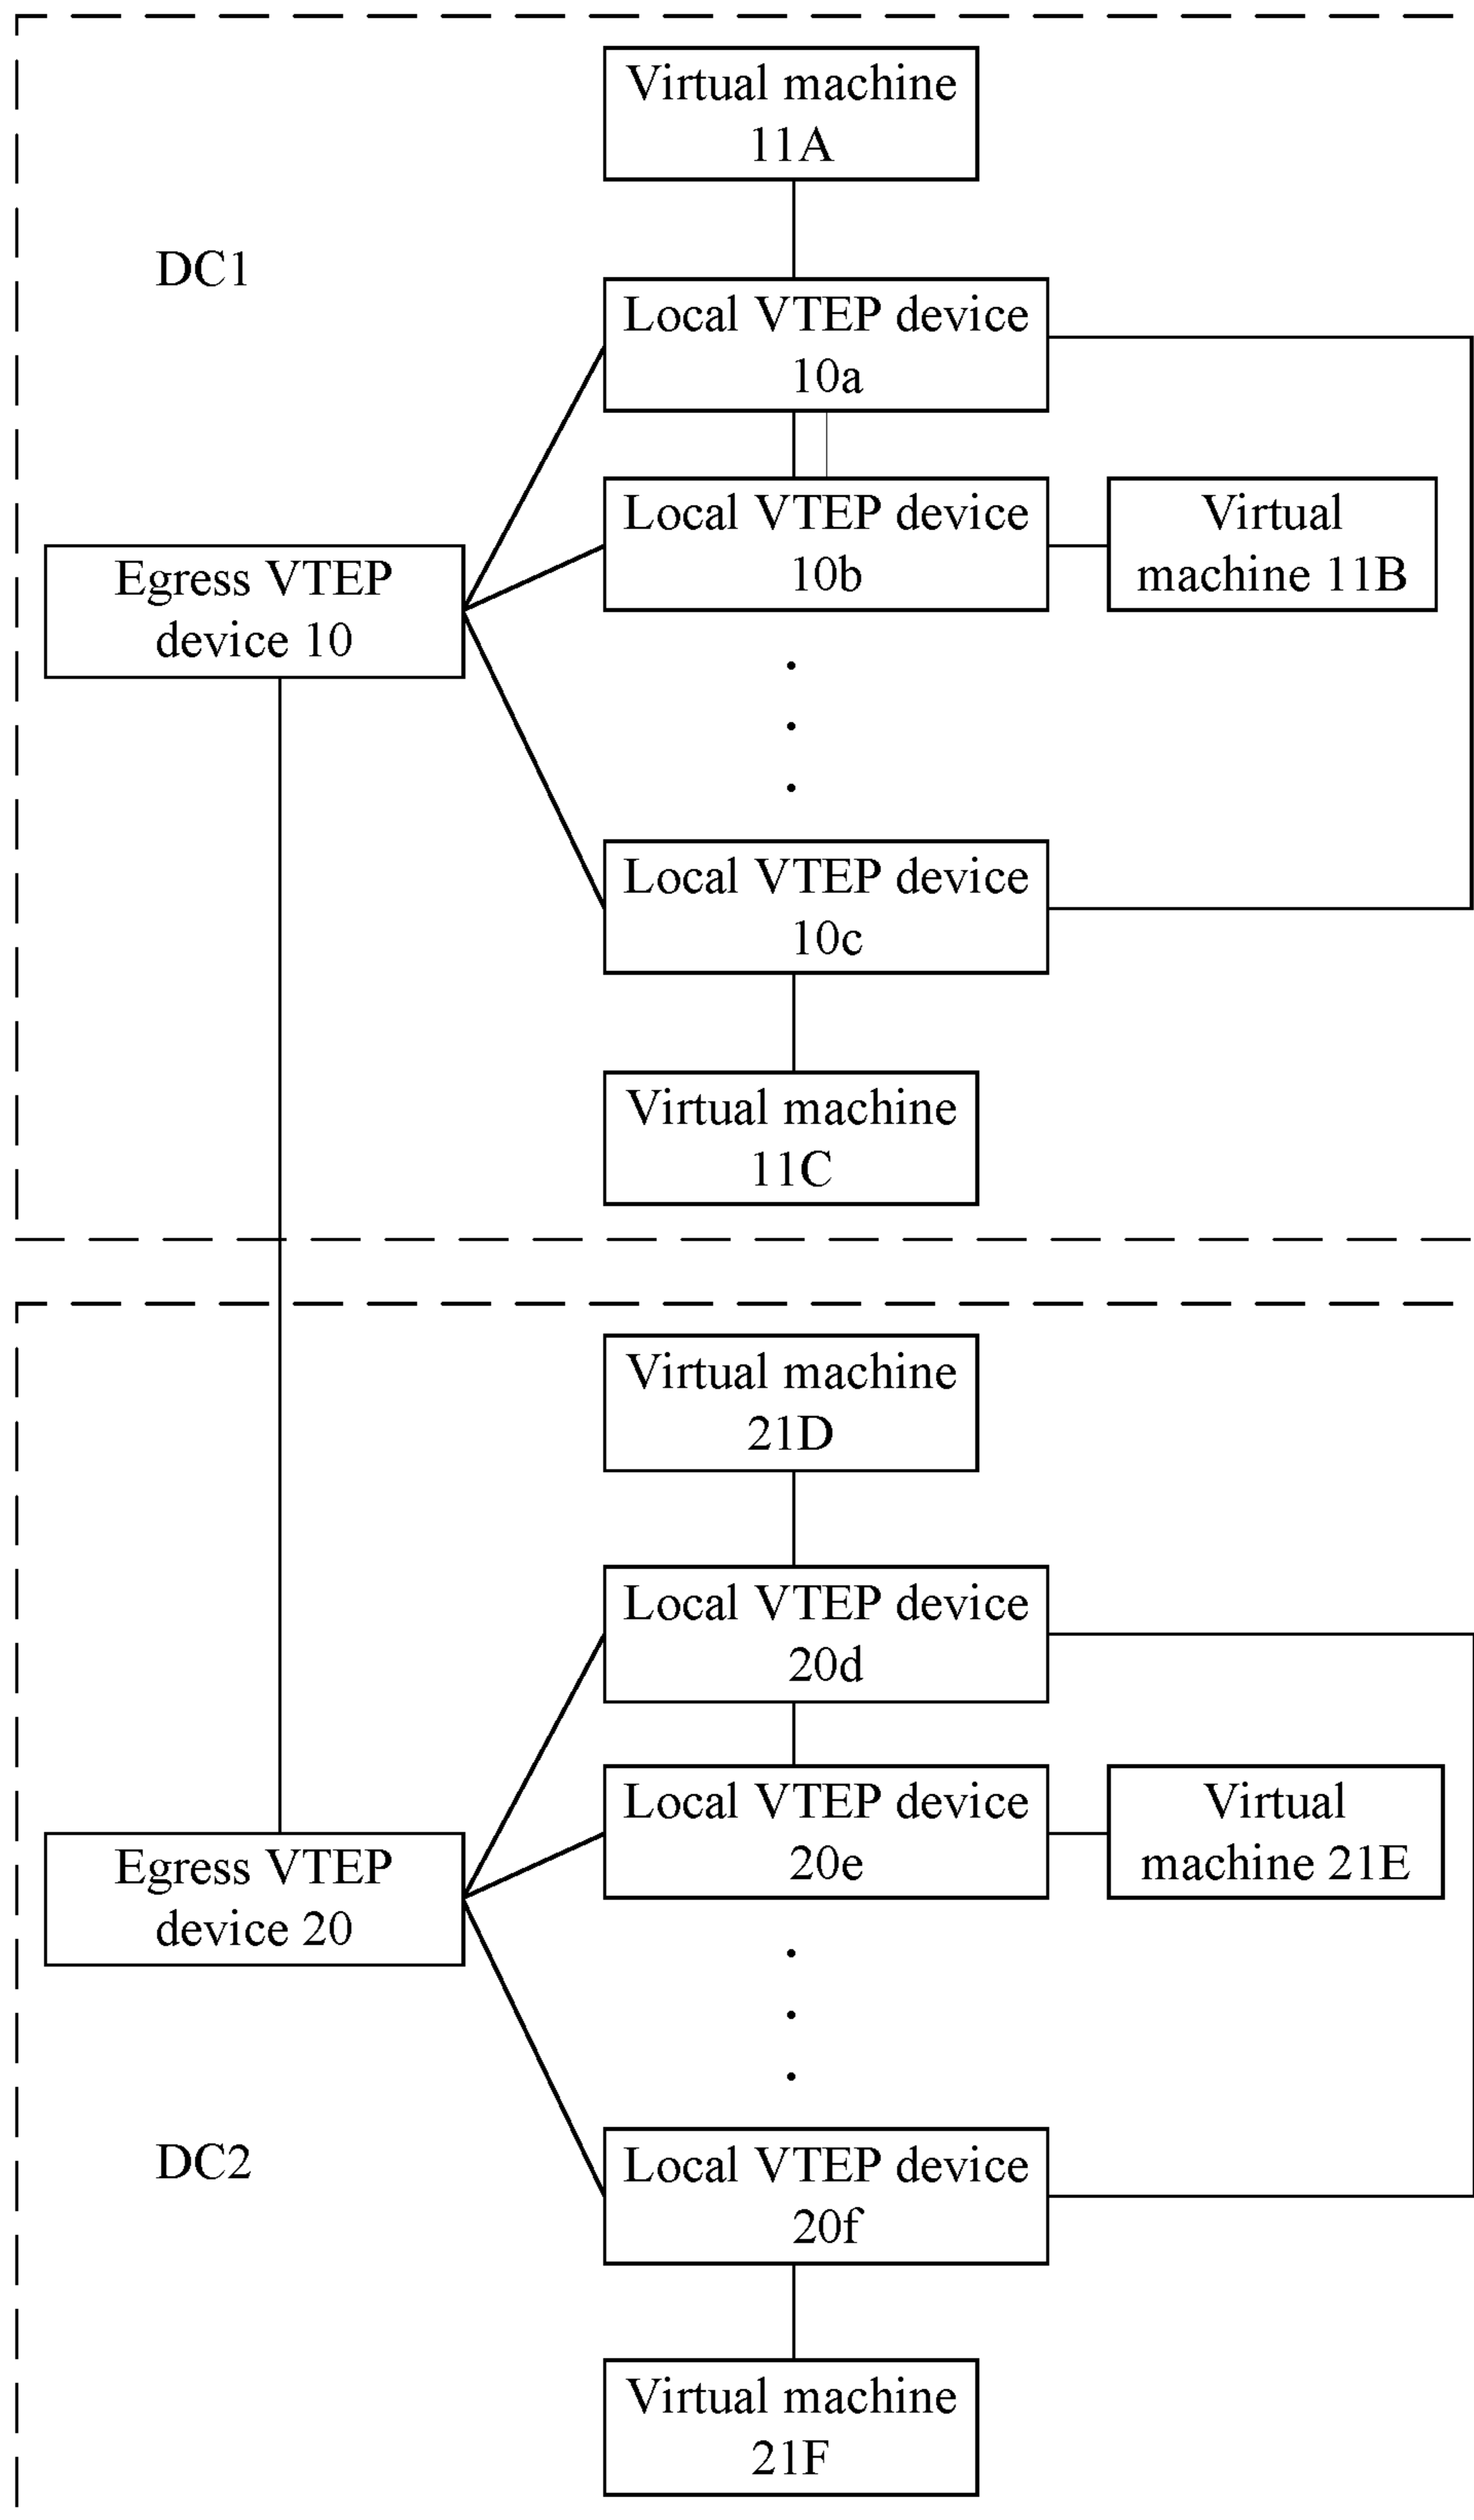 Virtual machine
11A
DC1
Local VTEP device
10a
Local VTEP device
10b
Virtual
machine 11B
Egress VTEP
device 10
Local VTEP device
10c
Virtual machine
11C
Virtual machine
21D
Local VTEP device
20d
Local VTEP device
20e
Virtual
machine 21E
Egress VTEP
device 20
DC2
Local VTEP device
20f
Virtual machine
21F